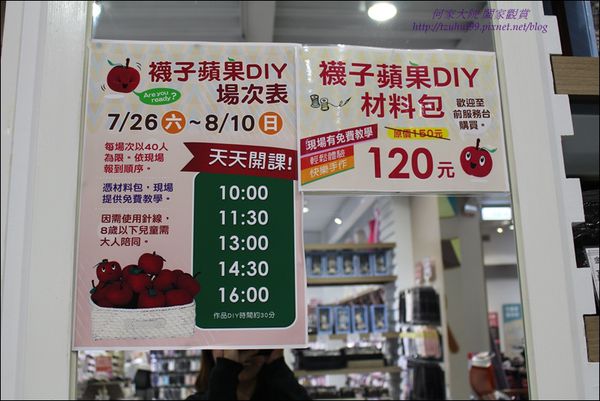 何家大院 闔家觀賞
http://tzuhui99.pixnet.net/blog
襪子蘋果DIY
場次表
Are you ready?
7/26 六 ~8/10 日
每場次以40人
為限。依現場
報到順序。
憑材料包，現場
提供免費教學。
因需使用針線，
8歲以下兒童需
大人陪同。
天天開課!
10:00
11:30
13:00
14:30
16:00
作品DIY時間約30分
襪子蘋果DIY
材料包
歡迎至
前服務台
購買。
現場有免費教學
輕鬆體驗
快樂手作
原價150元
120元